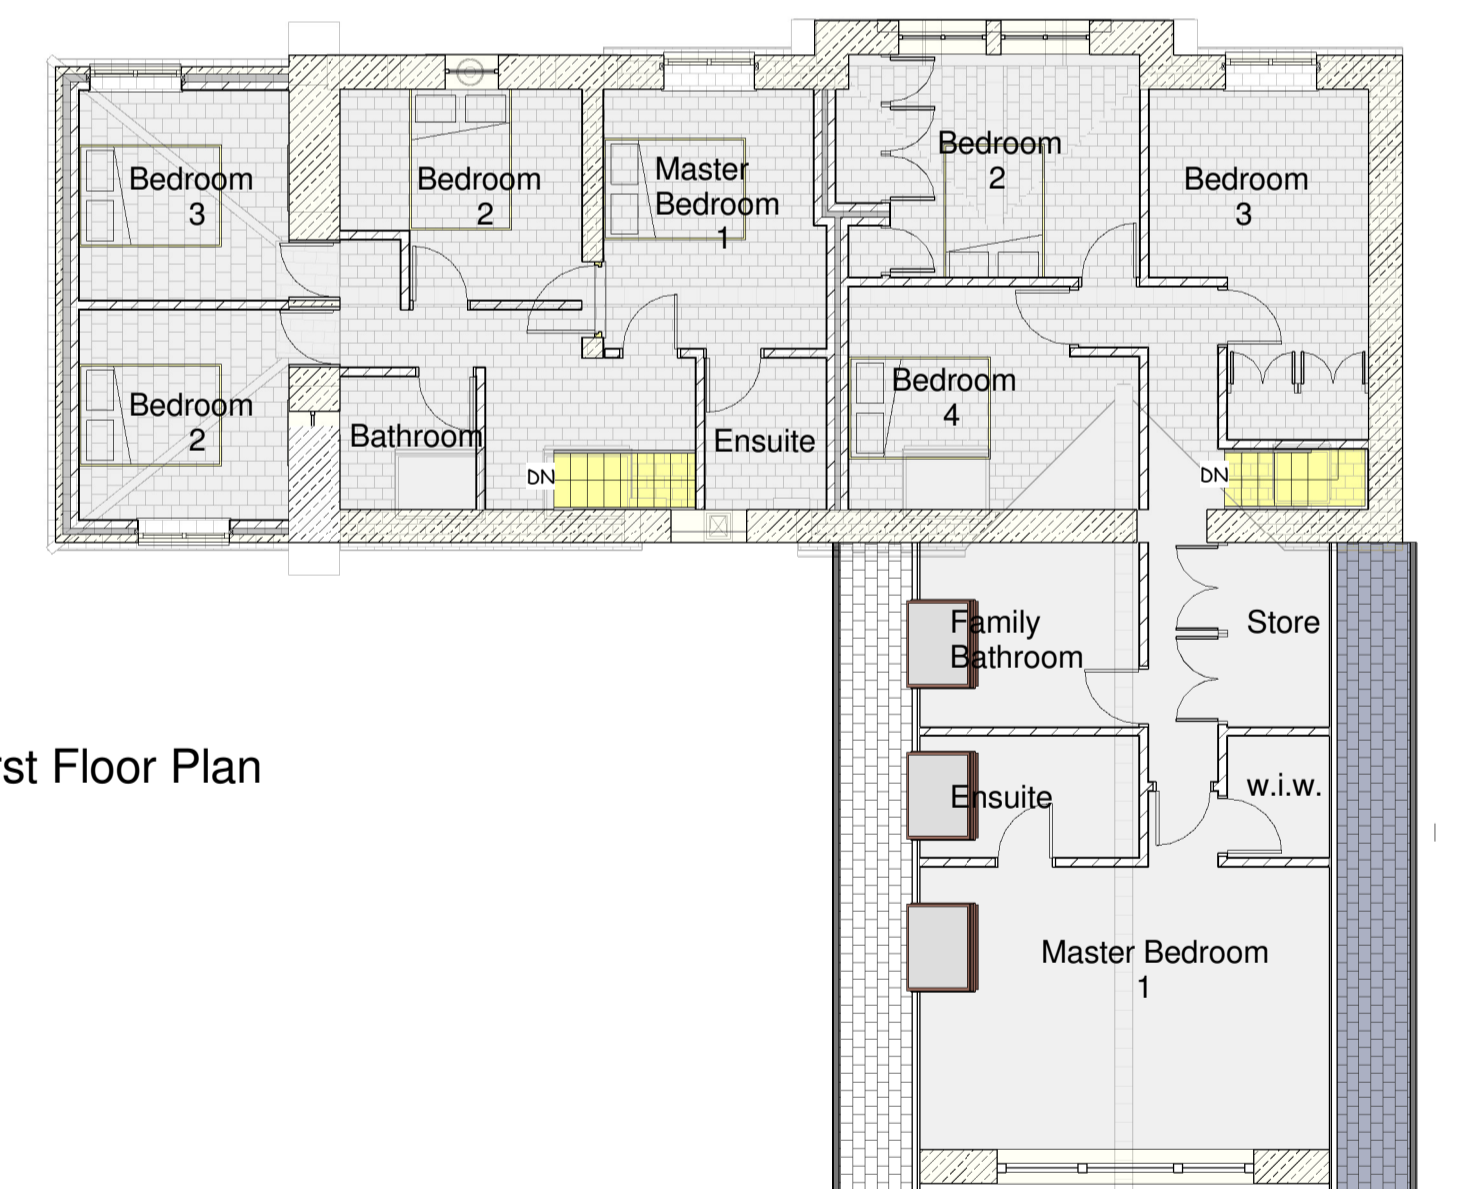 Bedroom
3
Bedroom
2
Master
Bedroom
1
Bedroom
2
Bedroom
3
Bedroom
2
Bathroom
DN
Ensuite
Bedroom
4
DN
Family
Bathroom
Store
rst Floor Plan
Ensuite
w.i.w.
Master Bedroom
1